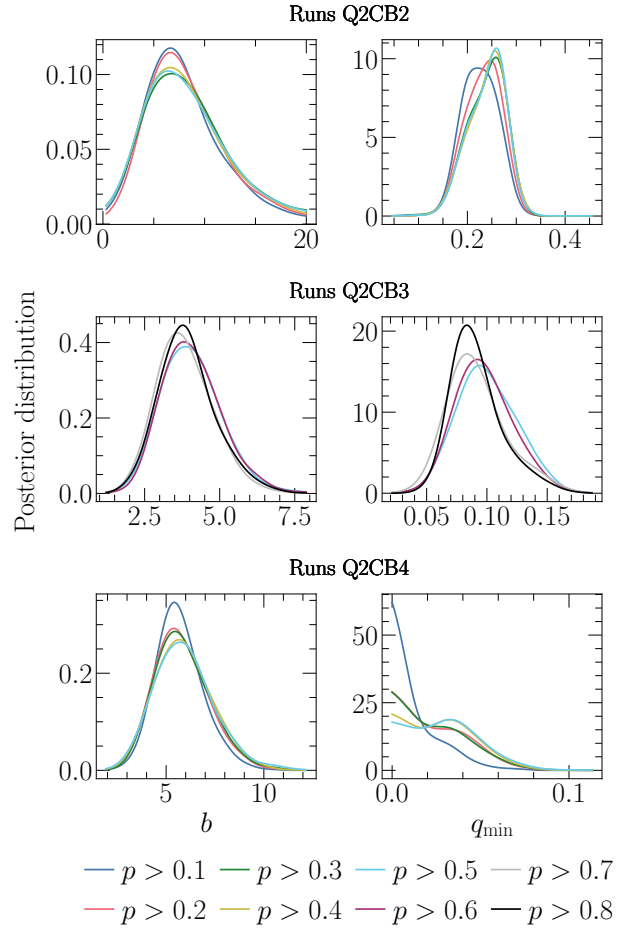 Runs Q2CB2
0.10
0.05
0.00
0
20
10
5
0
0.2
0.4
Runs Q2CB3
Posterior distribution
0.4
0.2
0.0
2.5
5.0
7.5
20
10
0
0.05
0.10
0.15
Runs Q2CB4
0.2
0.0
5
10
b
50
25
0
0.0
0.1
q_min
p > 0.1
p > 0.3
p > 0.5
p > 0.7
p > 0.2
p > 0.4
p > 0.6
p > 0.8